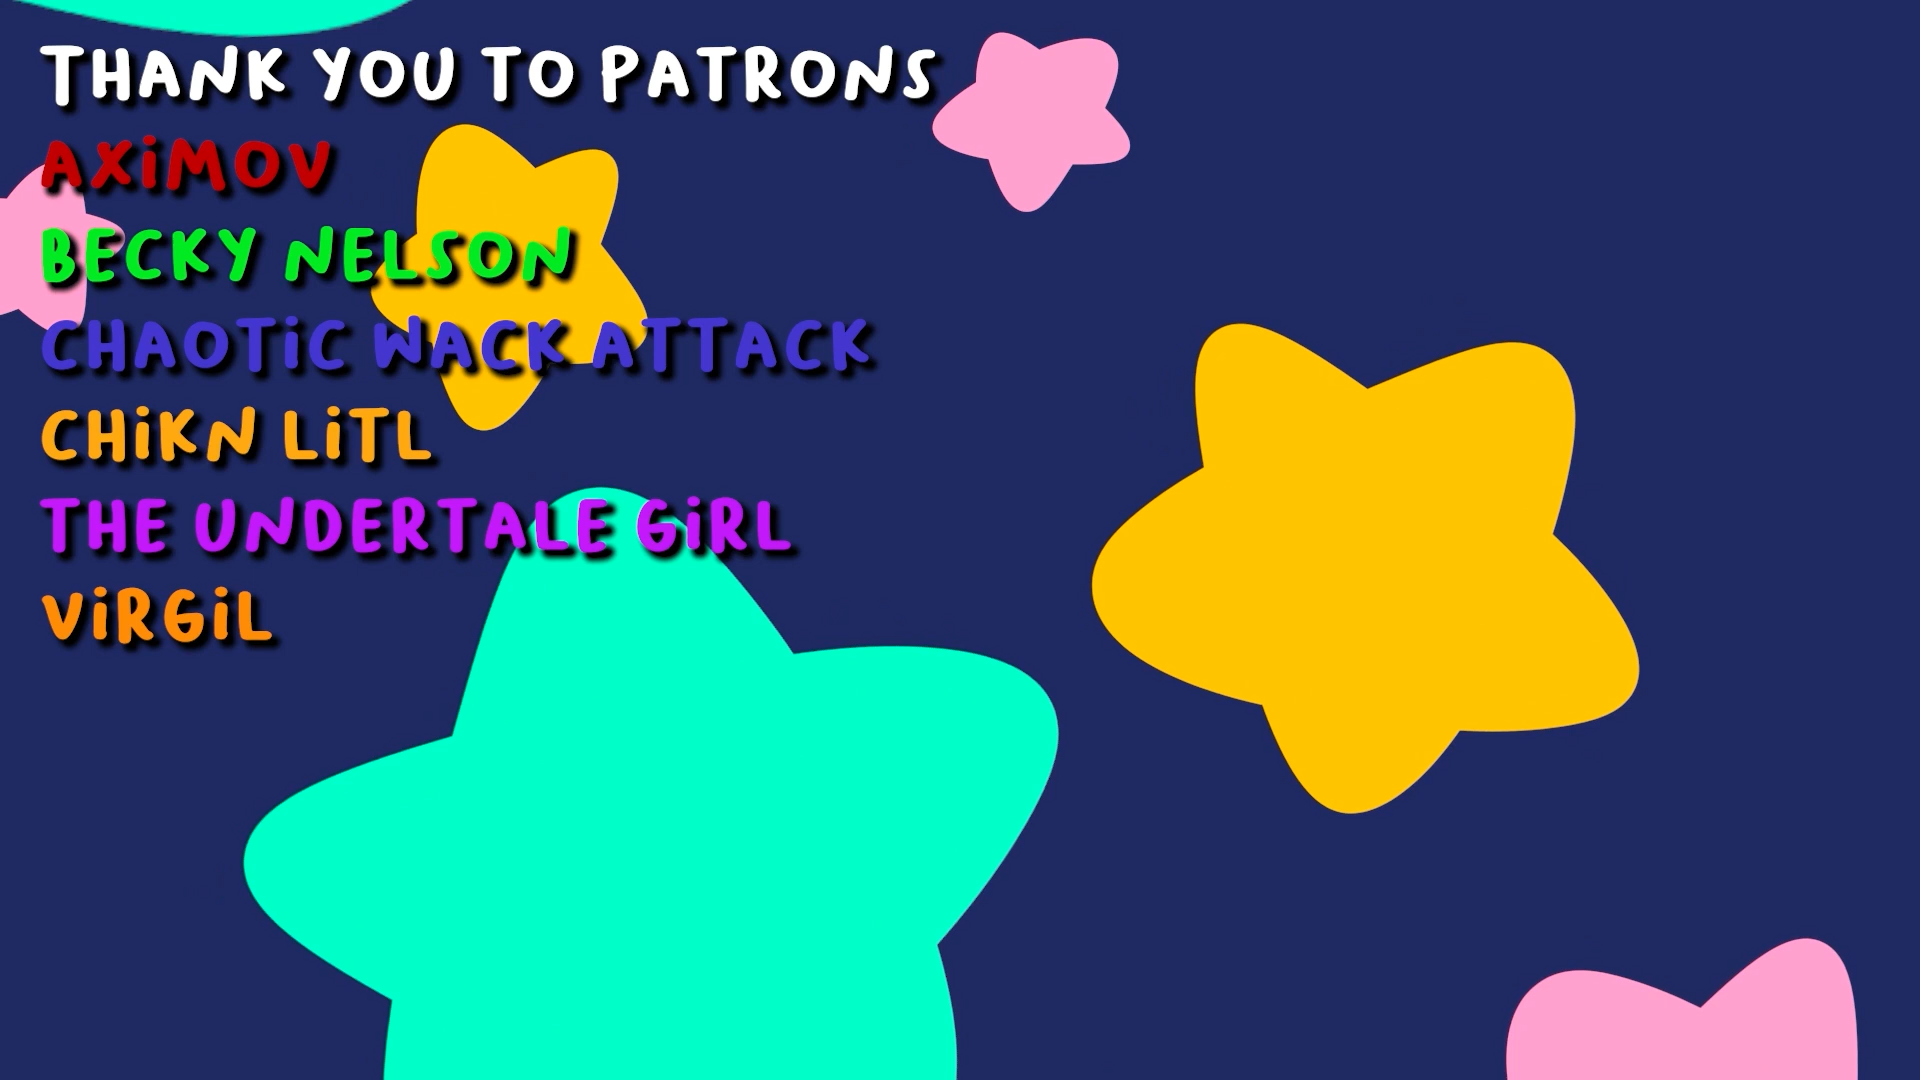 THANK YOU TO PATRONS
AXiMOV
BECKY NELSON
CHAOTiC WACK ATTACK
CHiKN LiTL
THE UNDERTALE GiRL
ViRGiL